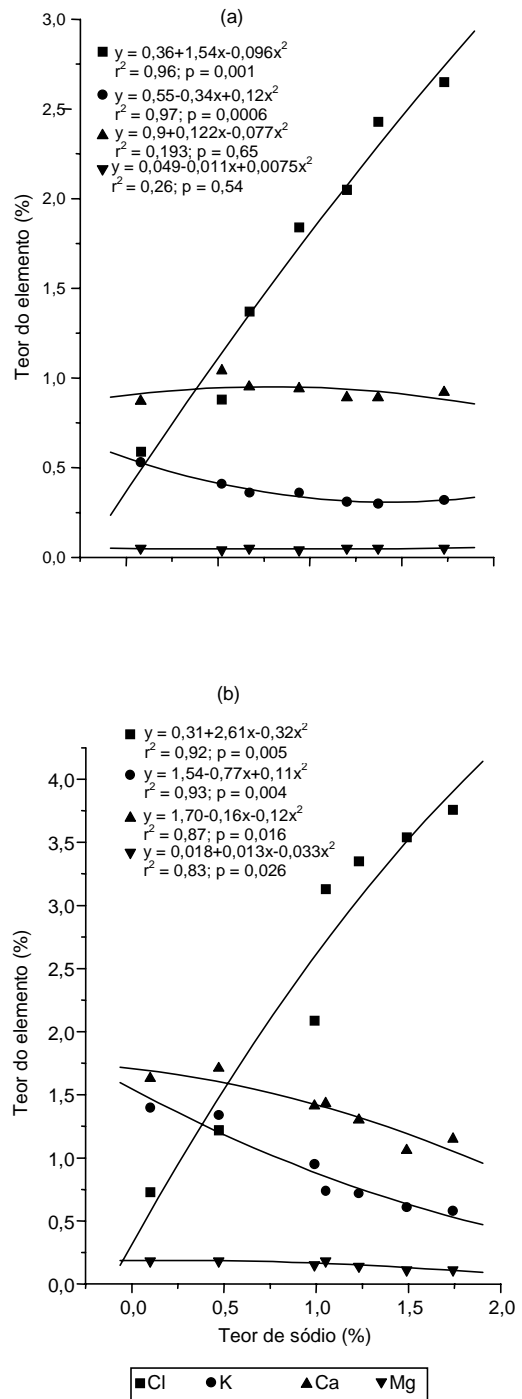 (a)
3,0
2,5
2,0
1,5
1,0
0,5
0,0
Teor do elemento (%)
■ y = 0,36+1,54x-0,096x²
r² = 0,96; p = 0,001
● y = 0,55-0,34x+0,12x²
r² = 0,97; p = 0,0006
▲ y = 0,9+0,122x-0,077x²
r² = 0,193; p = 0,65
▼ y = 0,049-0,011x+0,0075x²
r² = 0,26; p = 0,54
(b)
4,0
3,5
3,0
2,5
2,0
1,5
1,0
0,5
0,0
Teor do elemento (%)
■ y = 0,31+2,61x-0,32x²
r² = 0,92; p = 0,005
● y = 1,54-0,77x+0,11x²
r² = 0,93; p = 0,004
▲ y = 1,70-0,16x-0,12x²
r² = 0,87; p = 0,016
▼ y = 0,018+0,013x-0,033x²
r² = 0,83; p = 0,026
0,0 0,5 1,0 1,5 2,0
Teor de sódio (%)
■ Cl ● K ▲ Ca ▼ Mg